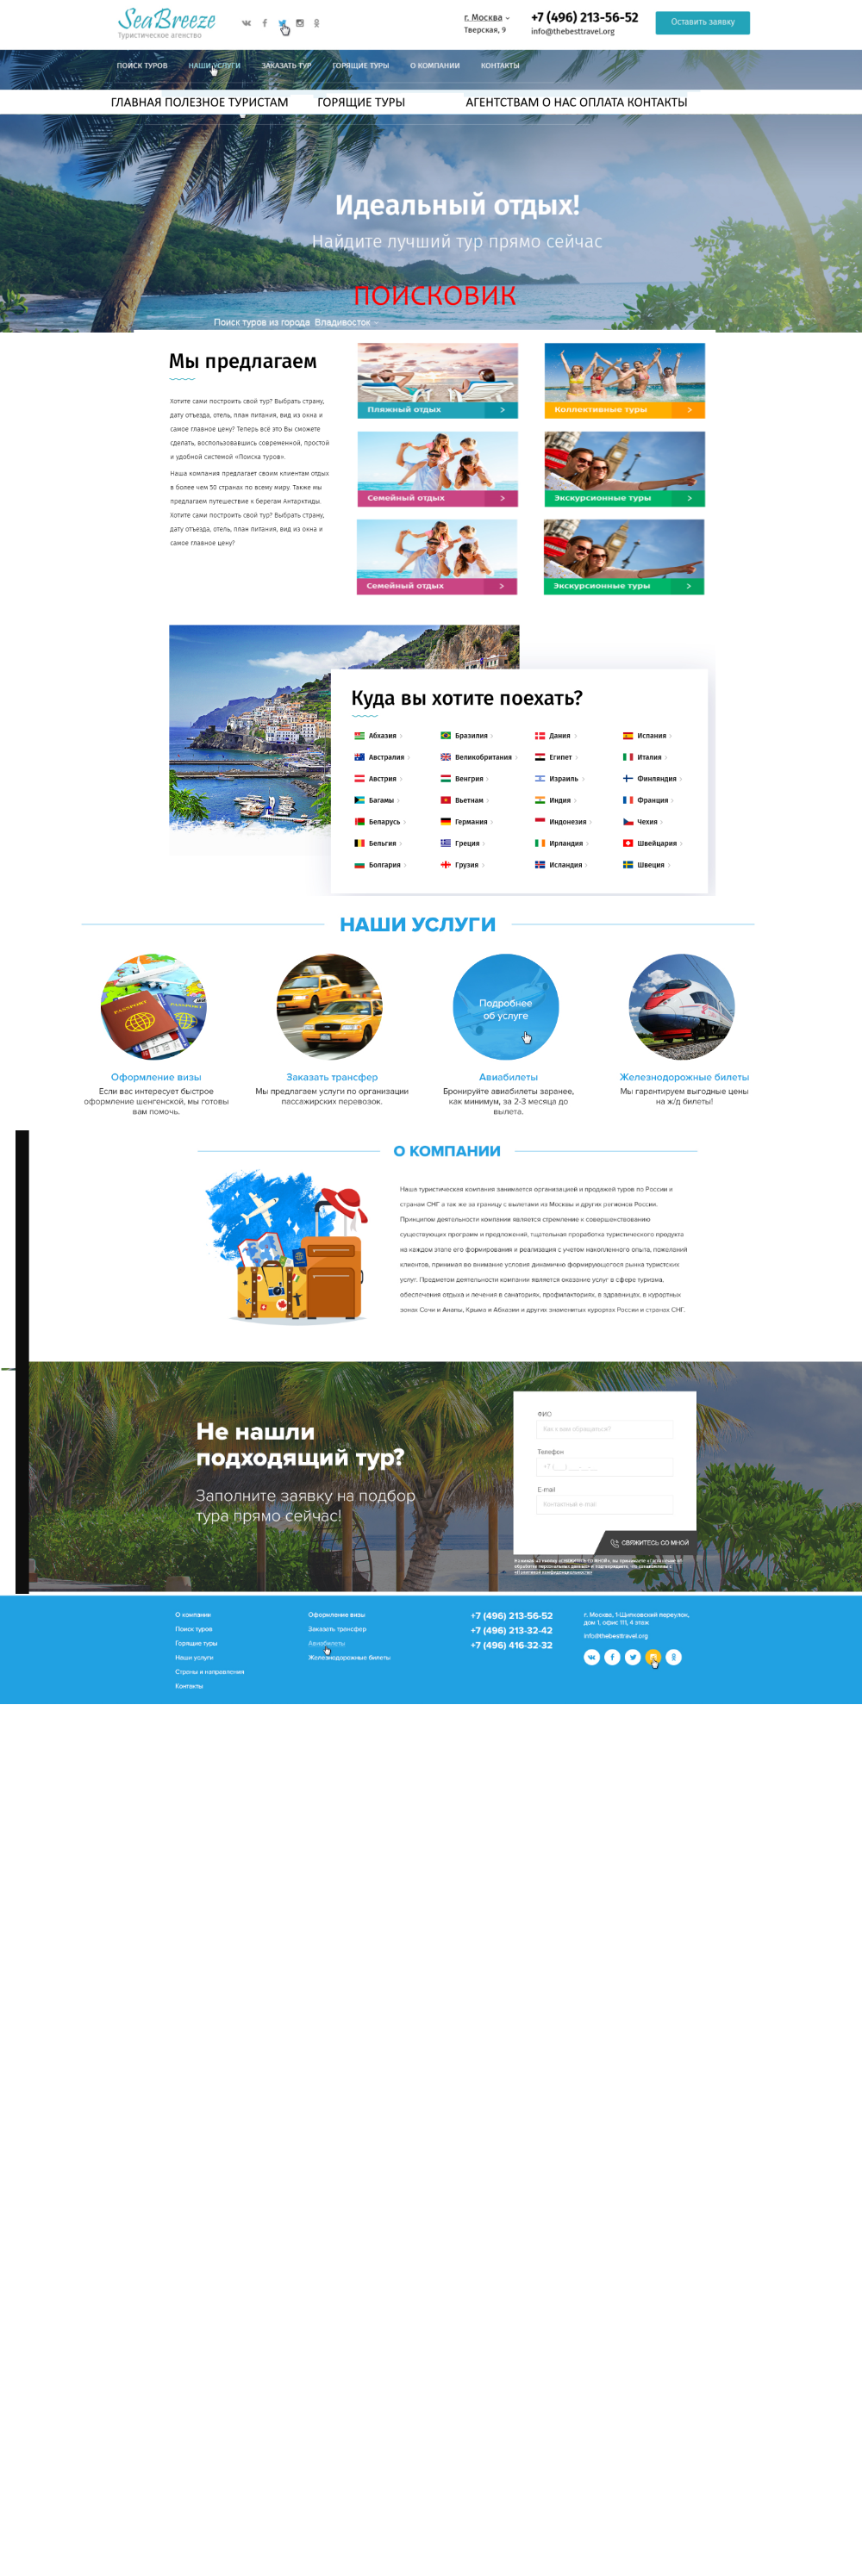 SeaBreeze
Туристическое агенство
г. Москва
Тверская, 9
+7 (496) 213-56-52
info@thebesttravel.org
Оставить заявку
ПОИСК ТУРОВ НАШИ УСЛУГИ ЗАКАЗАТЬ ТУР ГОРЯЩИЕ ТУРЫ О КОМПАНИИ КОНТАКТЫ
ГЛАВНАЯ ПОЛЕЗНОЕ ТУРИСТАМ ГОРЯЩИЕ ТУРЫ АГЕНТСТВАМ О НАС ОПЛАТА КОНТАКТЫ
Идеальный отдых!
Найдите лучший тур прямо сейчас
ПОИСКОВИК
Поиск туров из города Владивосток
Мы предлагаем
Хотите сами построить свой тур? Выбрать страну,
дату отъезда, отель, план питания, вид из окна и
самое главное цену? Теперь всё это Вы сможете
сделать, воспользовавшись современной, простой
и удобной системой «Поиска туров».
Наша компания предлагает своим клиентам отдых
в более чем 50 странах по всему миру. Также мы
предлагаем путешествие к берегам Антарктиды.
Хотите сами построить свой тур? Выбрать страну,
дату отъезда, отель, план питания, вид из окна и
самое главное цену?
Пляжный отдых
Коллективные туры
Семейный отдых
Экскурсионные туры
Семейный отдых
Экскурсионные туры
Куда вы хотите поехать?
Абхазия Бразилия Дания Испания
Австралия Великобритания Египет Италия
Австрия Венгрия Израиль Финляндия
Багамы Вьетнам Индия Франция
Беларусь Германия Индонезия Чехия
Бельгия Греция Ирландия Швейцария
Болгария Грузия Исландия Швеция
НАШИ УСЛУГИ
PASSPORT
Подробнее
об услуге
Оформление визы
Если вас интересует быстрое
оформление шенгенской, мы готовы
вам помочь.
Заказать трансфер
Мы предлагаем услуги по организации
пассажирских перевозок.
Авиабилеты
Бронируйте авиабилеты заранее,
как минимум, за 2-3 месяца до
вылета.
Железнодорожные билеты
Мы гарантируем выгодные цены
на ж/д билеты!
О КОМПАНИИ
Наша туристическая компания занимается организацией и продажей туров по России и
странам СНГ а так же за границу с вылетами из Москвы и других регионов России.
Принципом деятельности компании является стремление к совершенствованию
существующих программ и предложений, тщательная проработка туристического продукта
на каждом этапе его формирования и реализация с учетом накопленного опыта, пожеланий
клиентов, принимая во внимание условия динамично формирующегося рынка туристских
услуг. Предметом деятельности компании является оказание услуг в сфере туризма,
обеспечения отдыха и лечения в санаториях, профилакториях, в здравницах, в курортных
зонах Сочи и Анапы, Крыма и Абхазии и других знаменитых курортах России и странах СНГ.
Не нашли
подходящий тур?
Заполните заявку на подбор
тура прямо сейчас!
ФИО
Как к вам обращаться?
Телефон
+7 (___)___-__-__
E-mail
Контактный e-mail
СВЯЖИТЕСЬ СО МНОЙ
Нажимая на кнопку «СВЯЖИТЕСЬ СО МНОЙ», вы принимаете «Согласие об
обработке персональных данных» и подтверждаете, что ознакомлены с
«Политикой конфиденциальности»
О компании
Поиск туров
Горящие туры
Наши услуги
Страны и направления
Контакты
Оформление визы
Заказать трансфер
Авиабилеты
Железнодорожные билеты
+7 (496) 213-56-52
+7 (496) 213-32-42
+7 (496) 416-32-32
г. Москва, 1-Щипковский переулок,
дом 1, офис 111, 4 этаж
info@thebesttravel.org